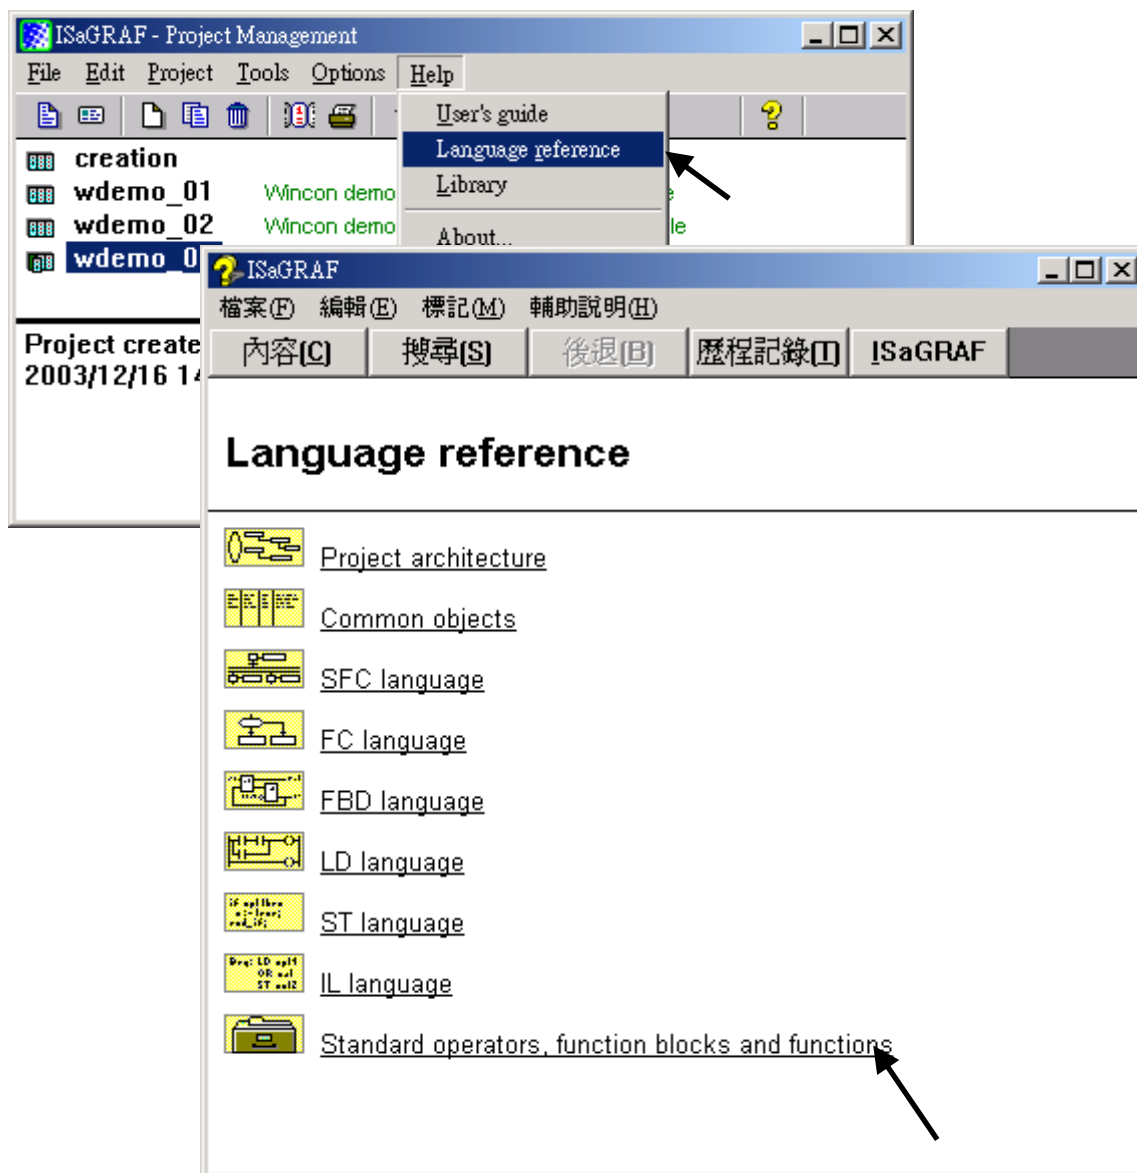 ISaGRAF - Project Management
File Edit Project Tools Options Help
User's guide
Language reference
Library
About...
creation
wdemo_01 Wincon demo
wdemo_02 Wincon demo le
wdemo_0
Project create
2003/12/16 14
ISaGRAF
檔案(F) 編輯(E) 標記(M) 輔助說明(H)
內容(C) 搜尋(S) 後退(B) 歷程記錄(T) ISaGRAF
Language reference
Project architecture
Common objects
SFC language
FC language
FBD language
LD language
ST language
IL language
Standard operators, function blocks and functions